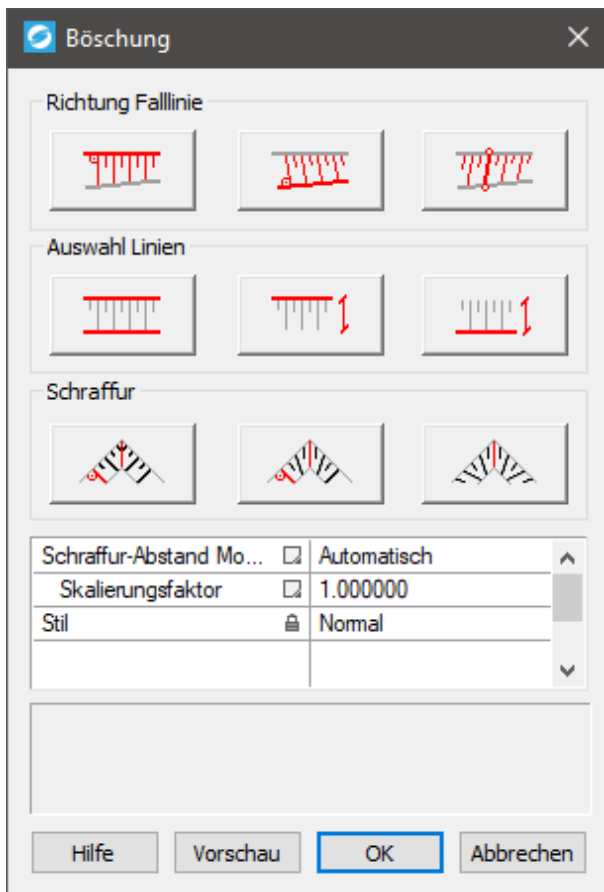 Böschung
Richtung Falllinie
Auswahl Linien
Schraffur
Schraffur-Abstand Mo... Automatisch
Skalierungsfaktor 1.000000
Stil Normal
Hilfe Vorschau OK Abbrechen